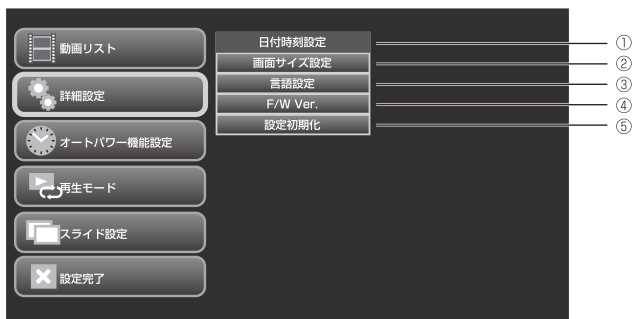 動画リスト
詳細設定
オートパワー機能設定
再生モード
スライド設定
設定完了
日付時刻設定 ①
画面サイズ設定 ②
言語設定 ③
F/W Ver. ④
設定初期化 ⑤